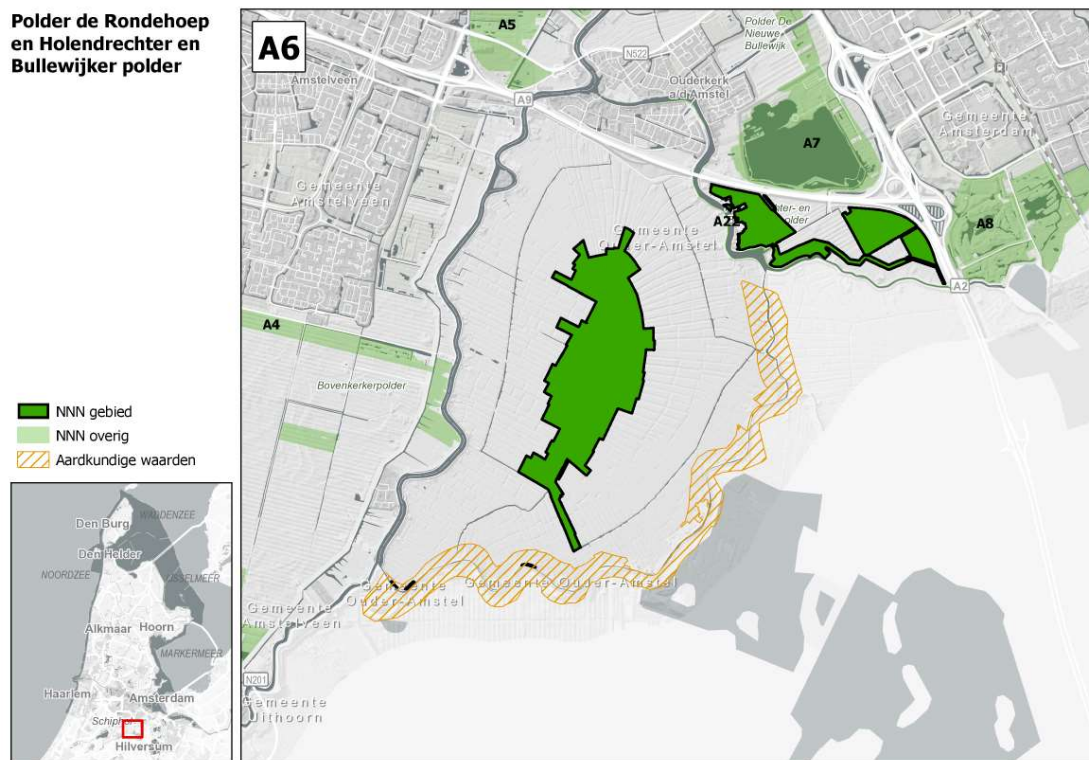 Polder de Rondehoep
en Holendrechter en
Bullewijker polder
NNN gebied
NNN overig
Aardkundige waarden
Den Burg
WADDENZEE
Den Helder
NOORDZEE
IJSSELMEER
Alkmaar
Hoorn
MARKERMEER
Haarlem
Amsterdam
Schiphol
Hilversum
A6
A5
N522
Polder De
Nieuwe-
Bullewijk
Amstelveen
Ouderkerk
a/d Amstel
A9
Gemeente
Amsterdam
A7
Gemeente
Amstelveen
A22
A8
Gemeente
Ouder-Amstel
A2
A4
Bovenkerkerpolder
Gemeente
Ouder-Amstel
Gemeente Ouder-Amstel
Gemeente
Amstelveen
N201
Gemeente
Uithoorn